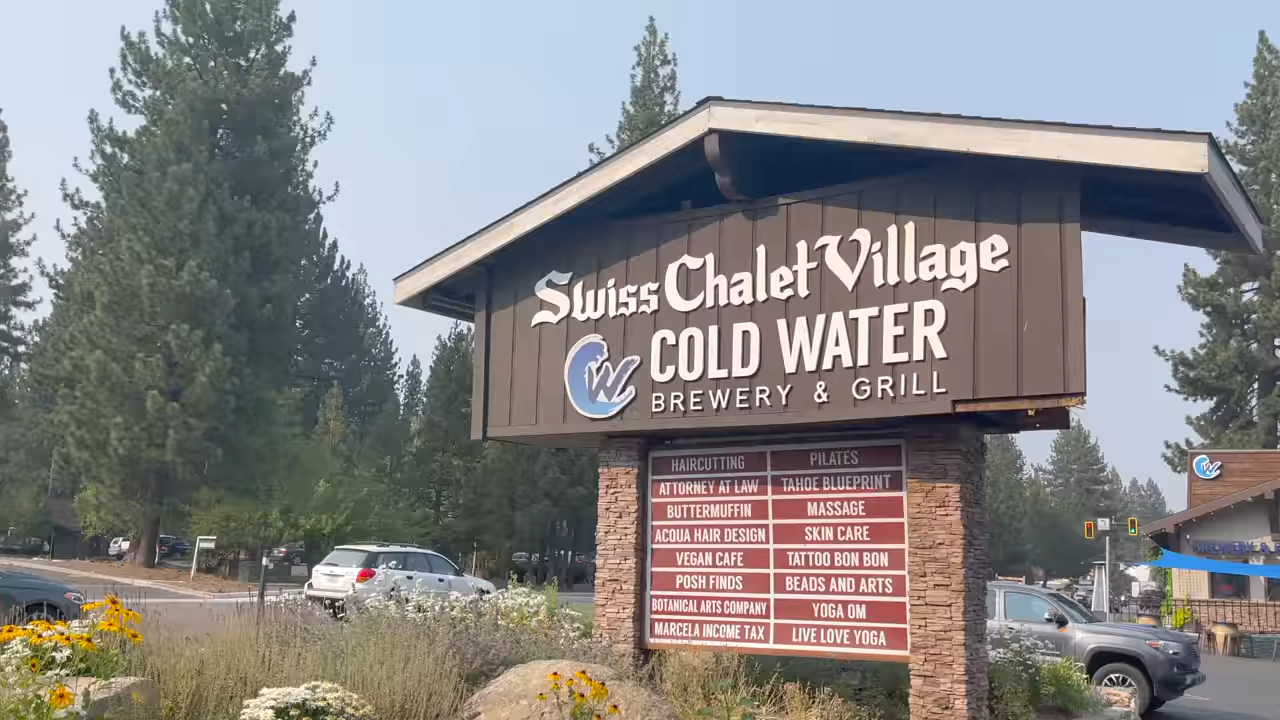 Swiss Chalet Village
CW
COLD WATER
BREWERY & GRILL
HAIRCUTTING
PILATES
ATTORNEY AT LAW
TAHOE BLUEPRINT
BUTTERMUFFIN
MASSAGE
ACQUA HAIR DESIGN
SKIN CARE
VEGAN CAFE
TATTOO BON BON
POSH FINDS
BEADS AND ARTS
BOTANICAL ARTS COMPANY
YOGA OM
MARCELA INCOME TAX
LIVE LOVE YOGA